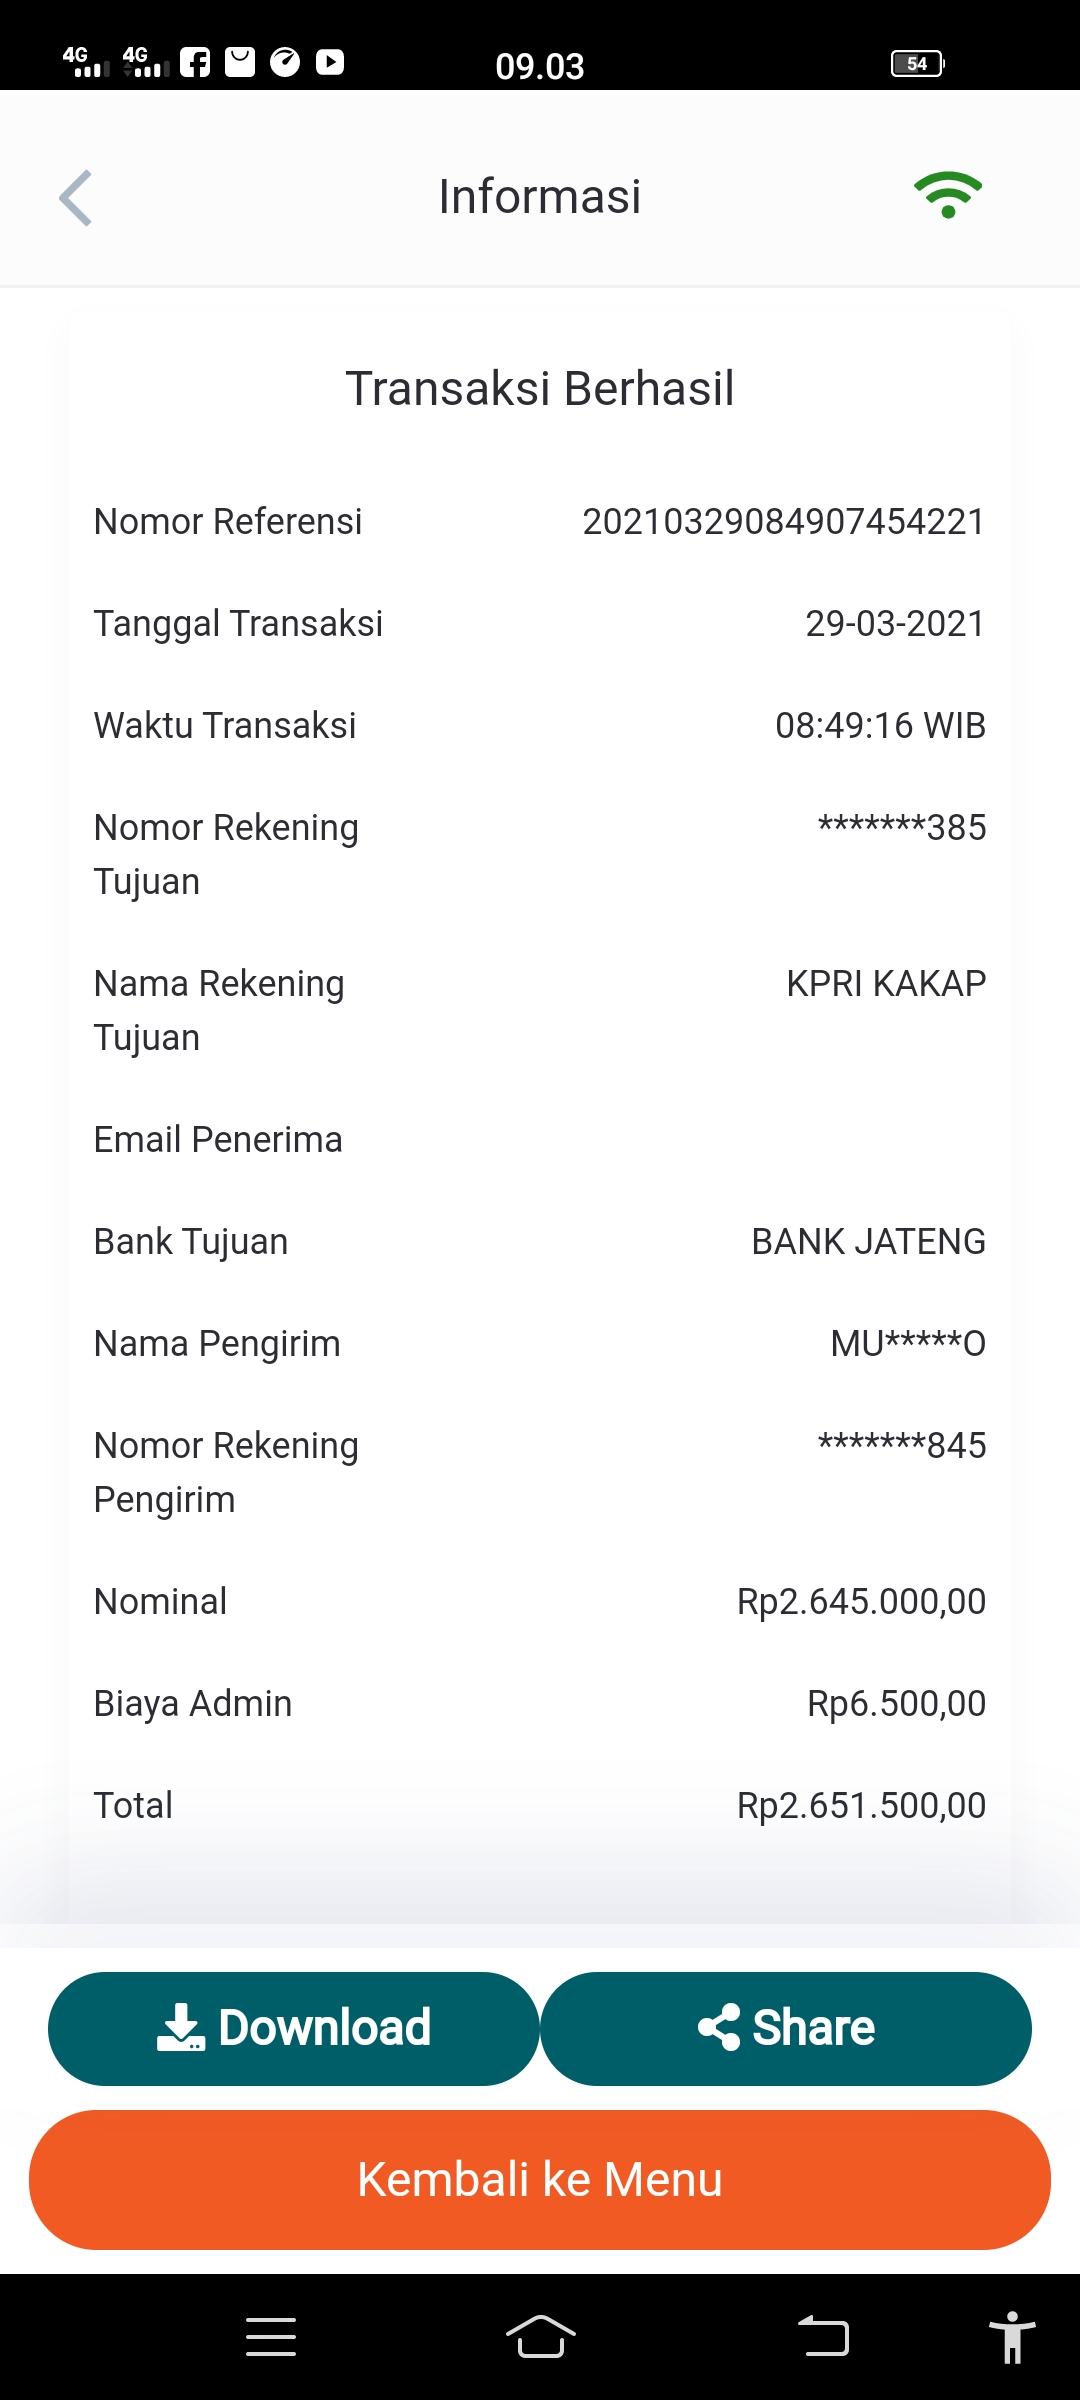 4G 4G 09.03 54
Informasi
Transaksi Berhasil
Nomor Referensi 20210329084907454221
Tanggal Transaksi 29-03-2021
Waktu Transaksi 08:49:16 WIB
Nomor Rekening *******385
Tujuan
Nama Rekening KPRI KAKAP
Tujuan
Email Penerima
Bank Tujuan BANK JATENG
Nama Pengirim MU*****O
Nomor Rekening *******845
Pengirim
Nominal Rp2.645.000,00
Biaya Admin Rp6.500,00
Total Rp2.651.500,00
Download Share
Kembali ke Menu